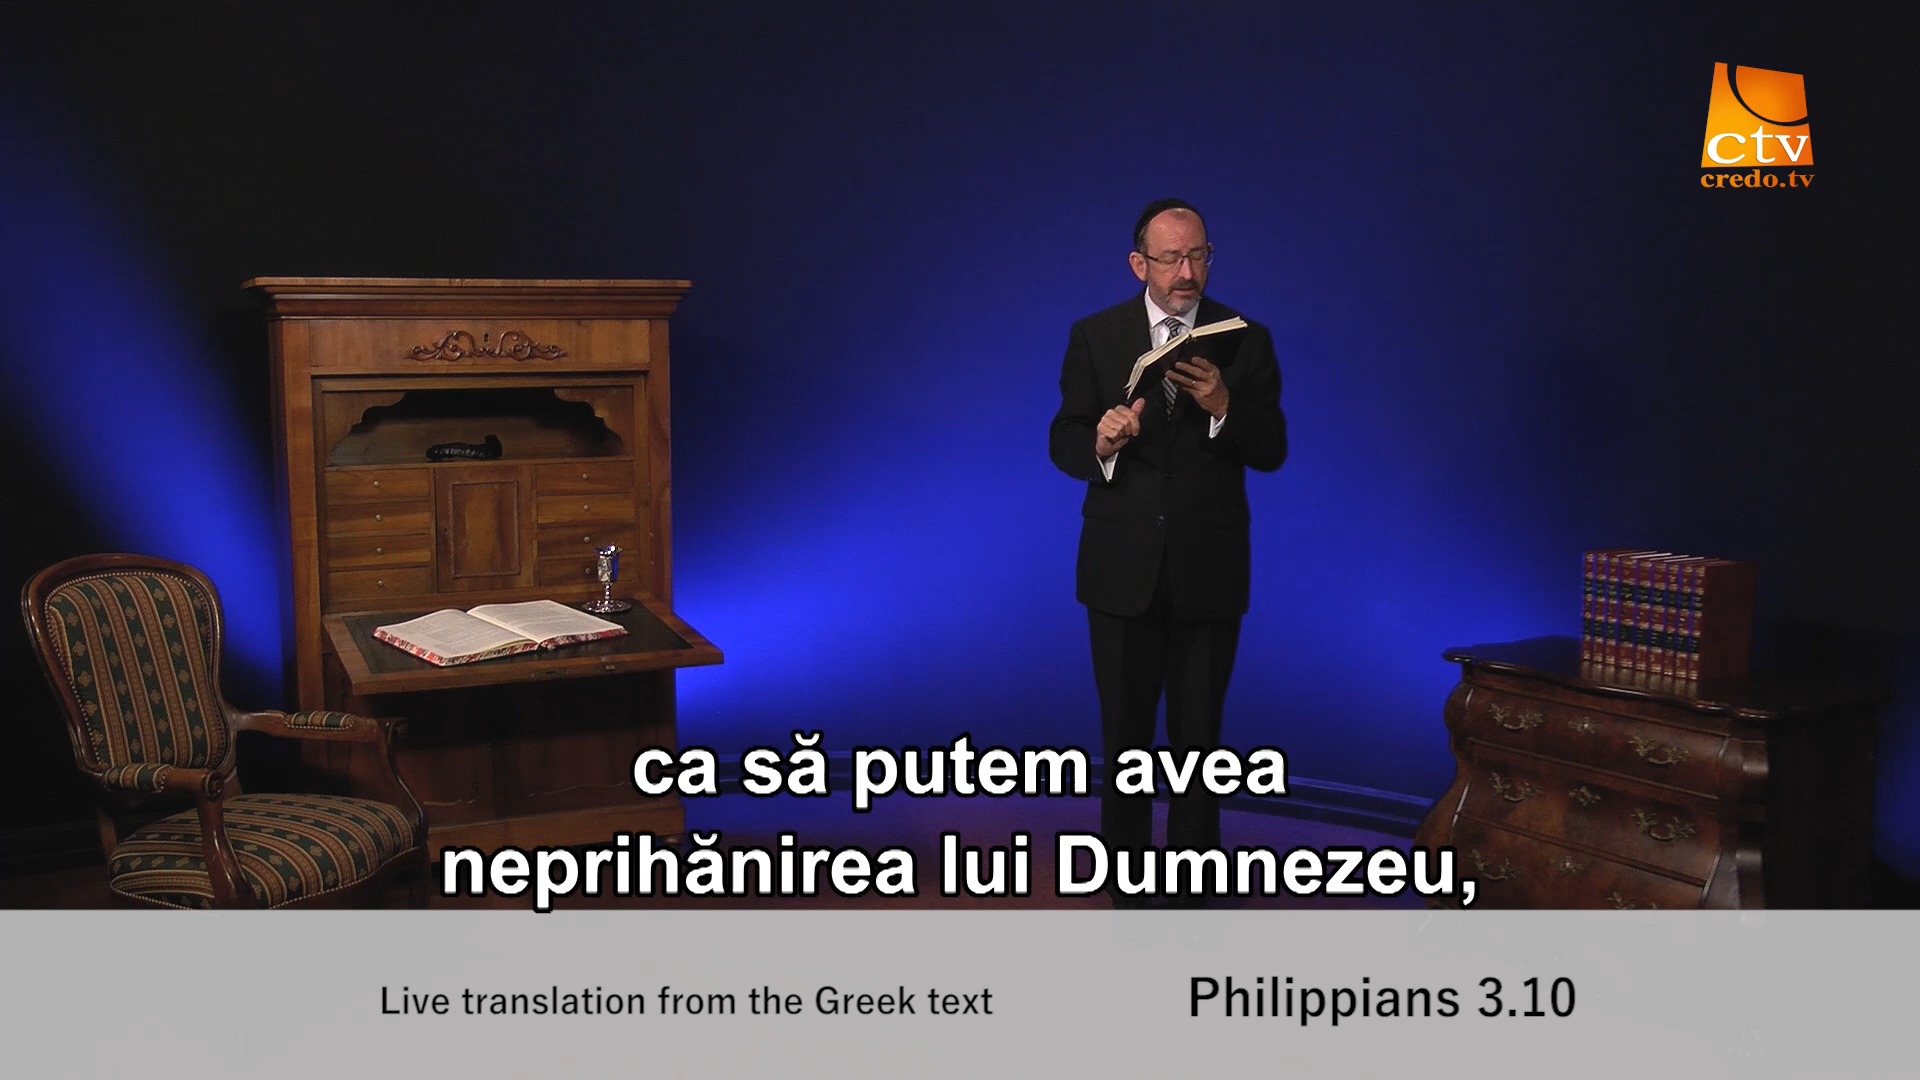 ctv
credo.tv
ca să putem avea
neprihănirea lui Dumnezeu,
Live translation from the Greek text
Philippians 3.10